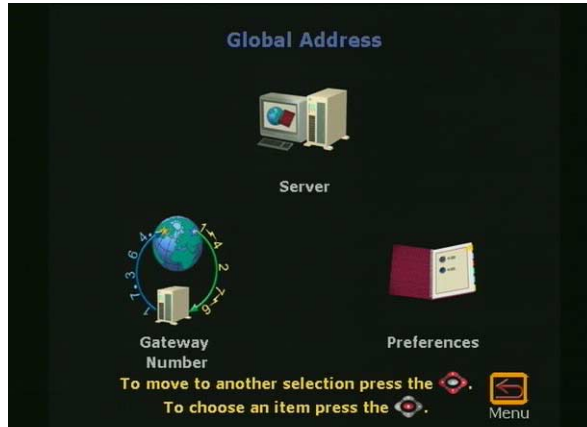 Global Address
Server
Gateway
Number
Preferences
To move to another selection press the .
To choose an item press the .
Menu